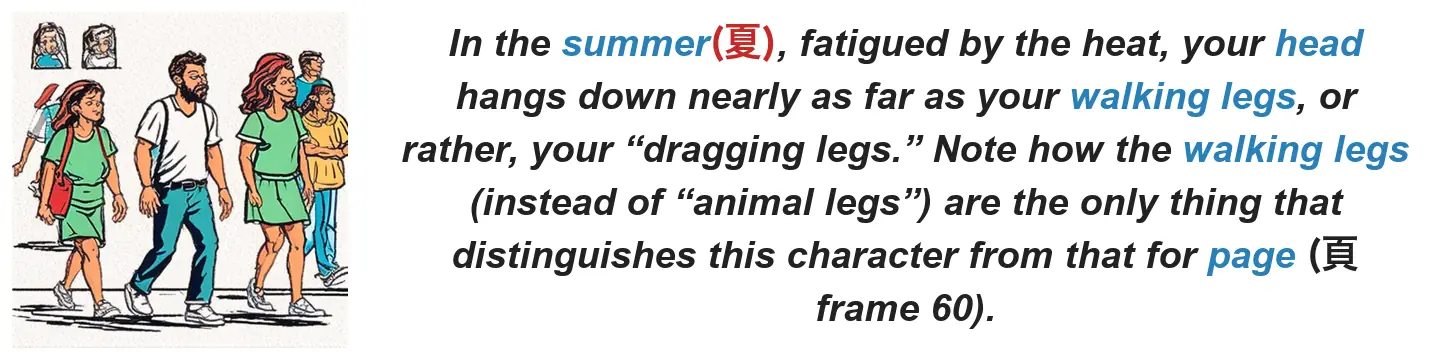 In the summer(夏), fatigued by the heat, your head
hangs down nearly as far as your walking legs, or
rather, your “dragging legs.” Note how the walking legs
(instead of “animal legs”) are the only thing that
distinguishes this character from that for page (頁
frame 60).